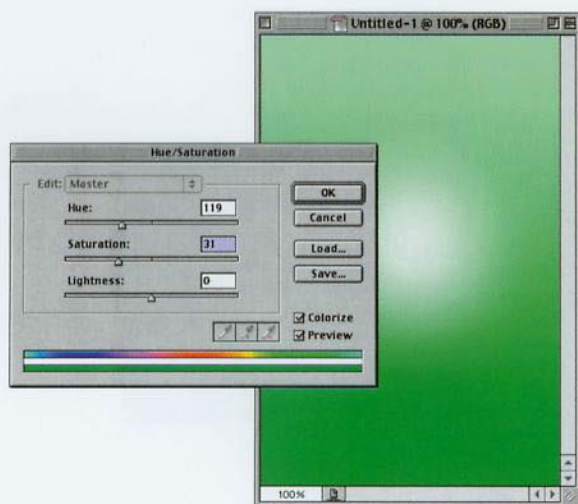 Untitled-1 @ 100% (RGB)
Hue/Saturation
Edit: Master
Hue: 119
Saturation: 31
Lightness: 0
OK
Cancel
Load...
Save...
Colorize
Preview
100%